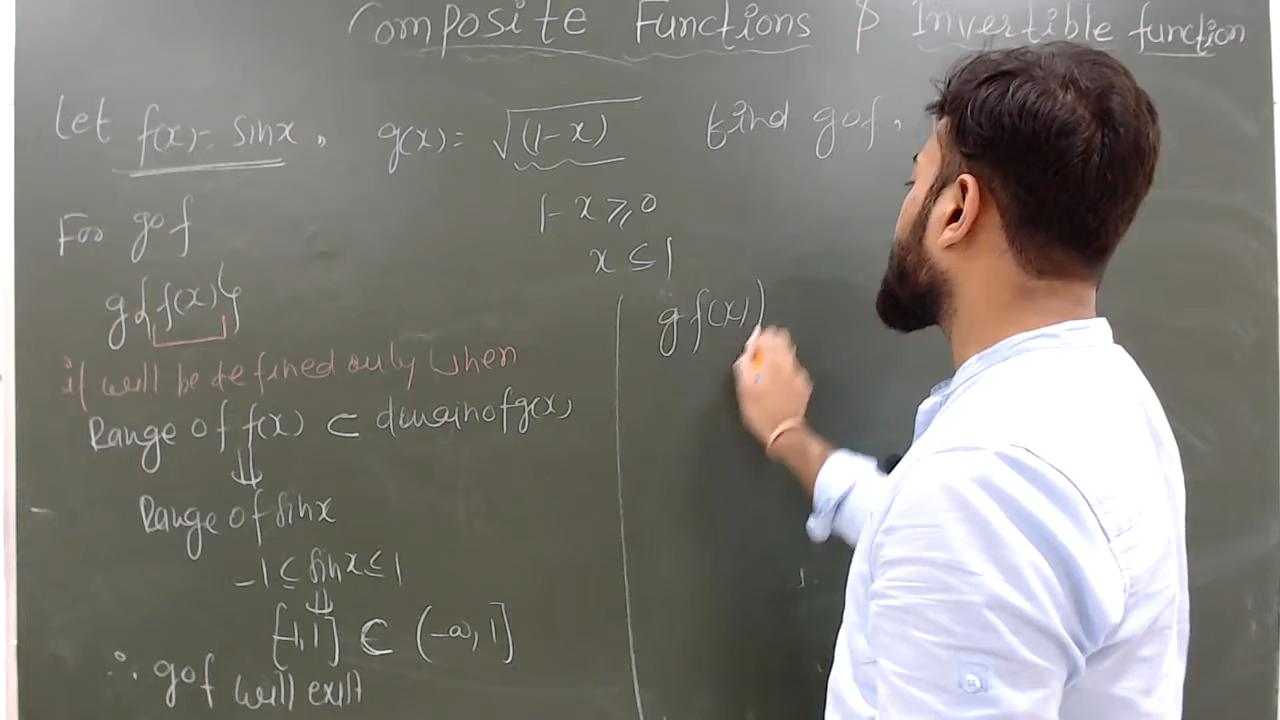 Composite Functions & Invertible function
Let f(x) = sinx, g(x) = √(1-x) find gof,
1-x ⩾ 0
x ≤ 1
For gof
g{f(x)}
it will be defined only when
Range of f(x) ⊂ domain of g(x)
⇓
Range of sinx
-1 ≤ sinx ≤ 1
⇓
[-1,1] ⊂ (-∞, 1]
∴ gof will exist
g f(x))